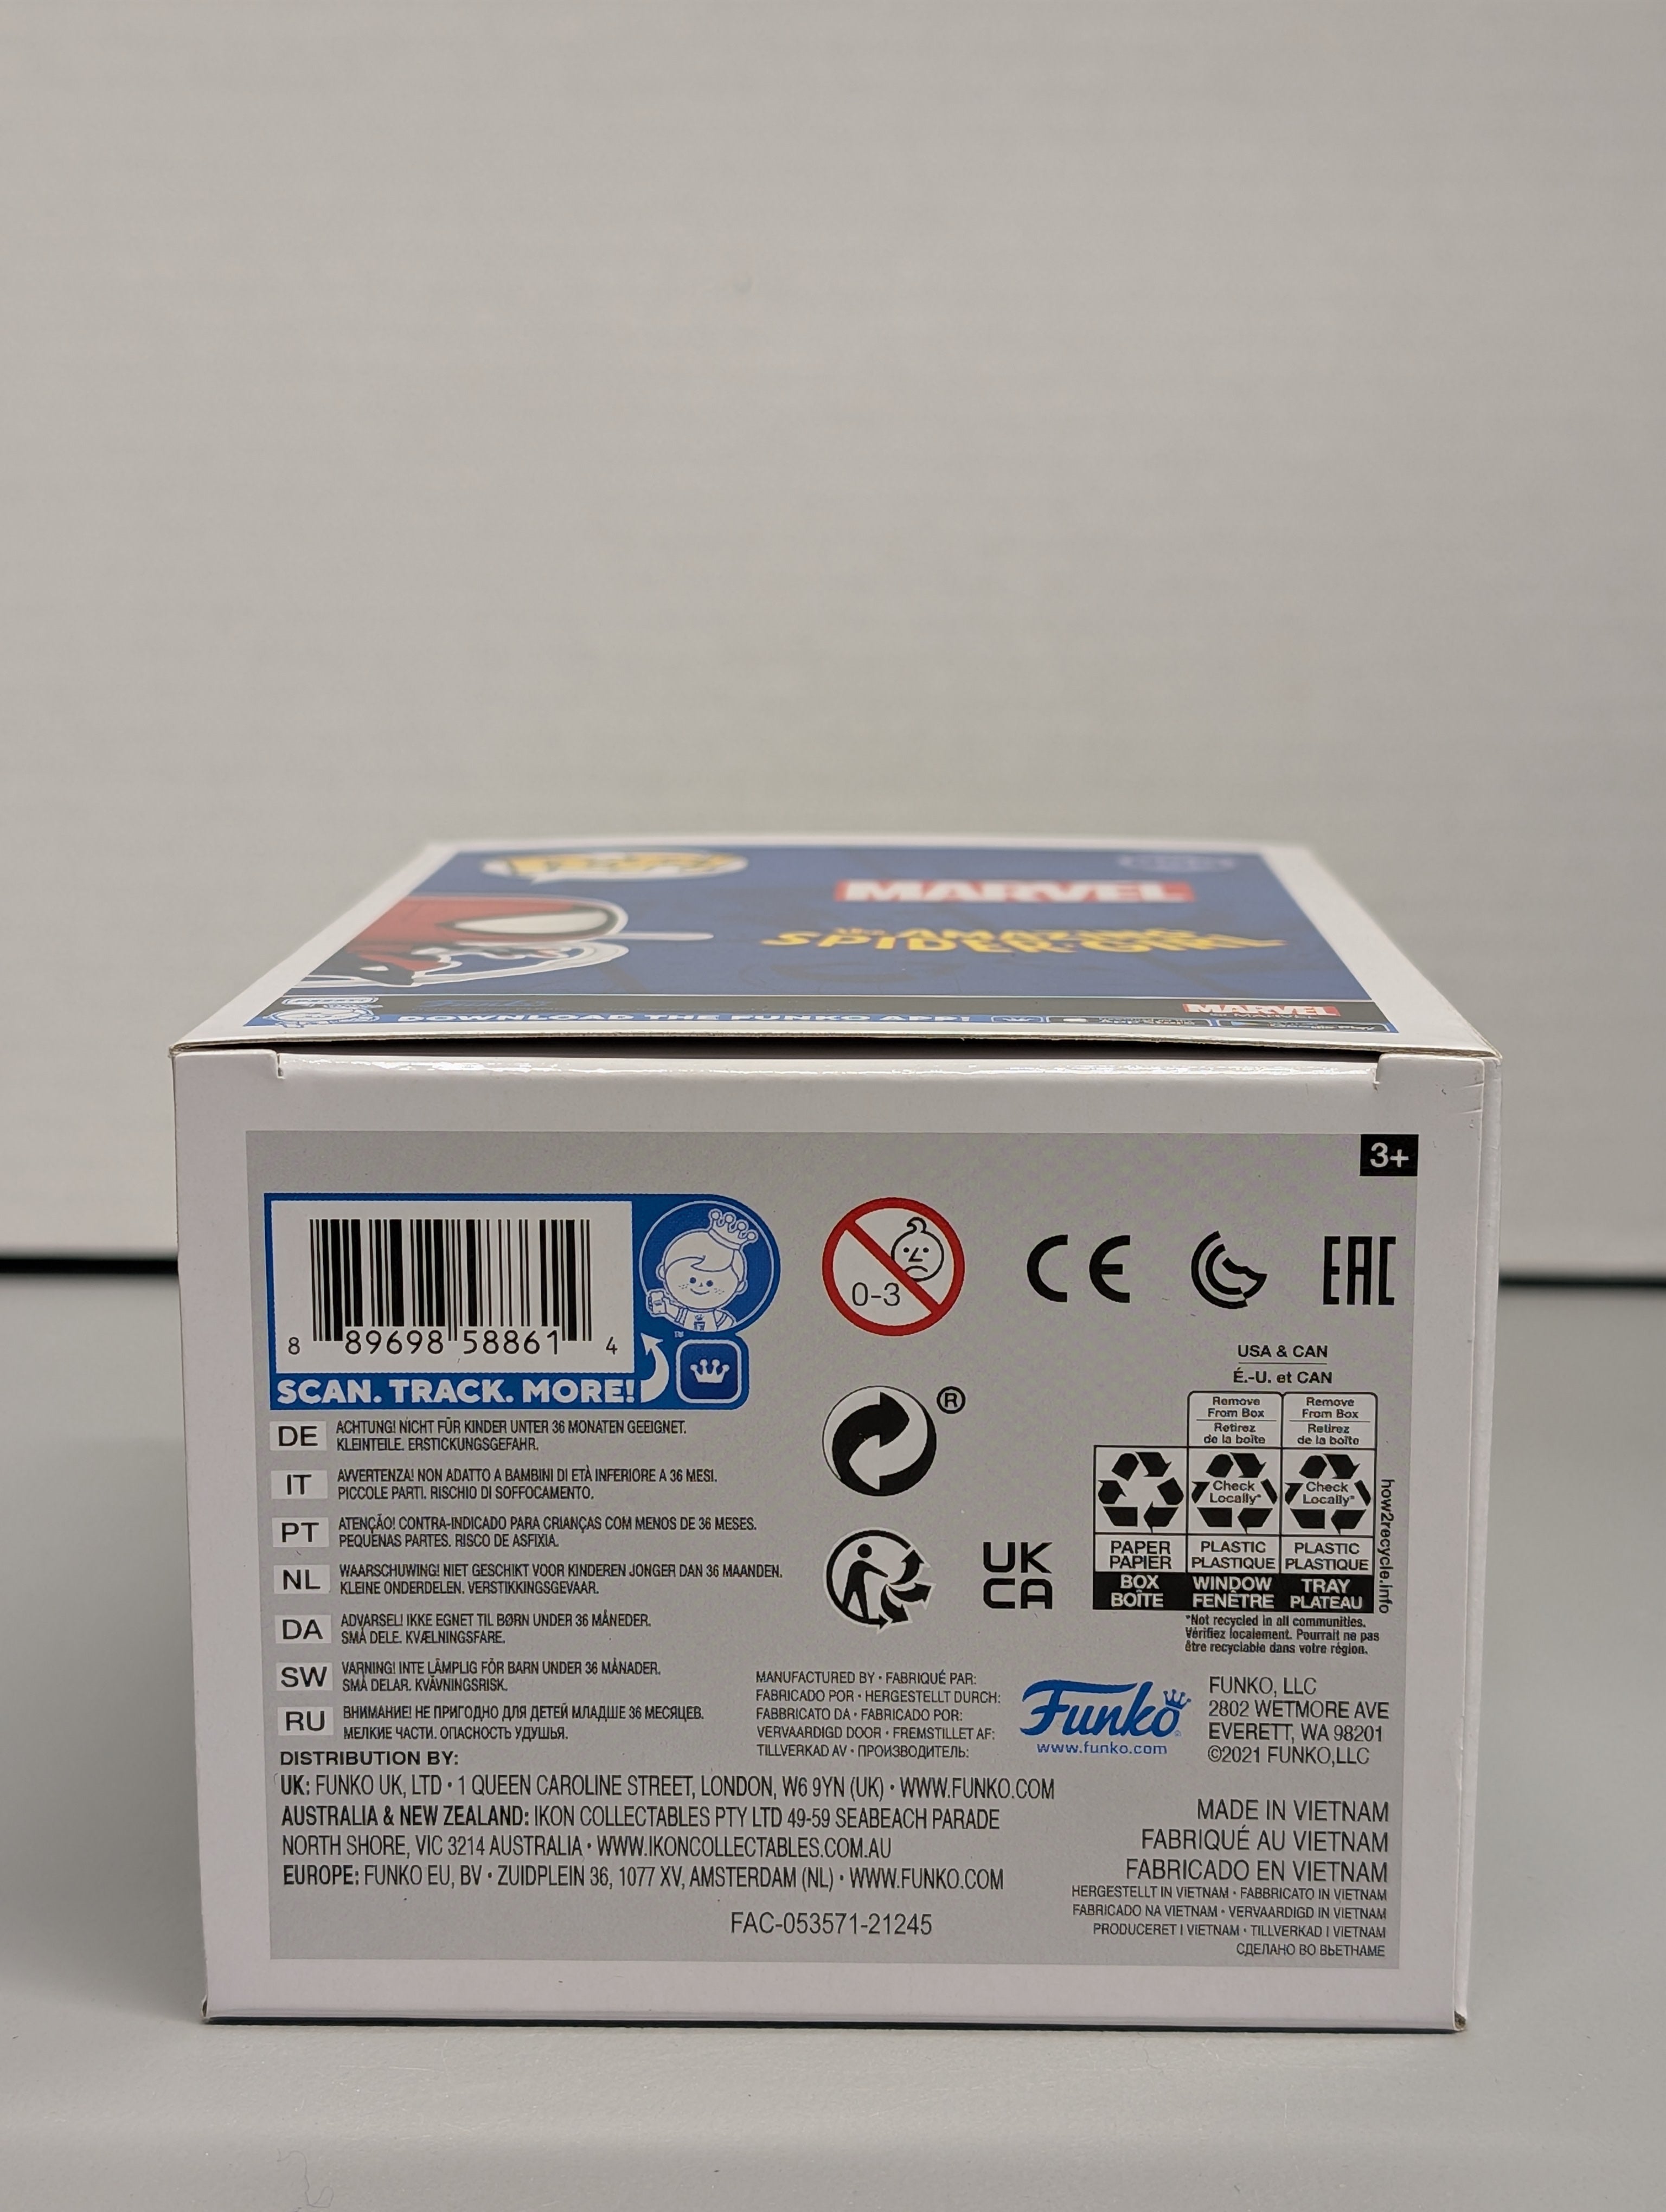 MARVEL
the AMAZING
SPIDER-GIRL
DOWNLOAD THE FUNKO APP!
MARVEL
3+
8 89698 58861 4
SCAN. TRACK. MORE!
™
0-3
CE
EAC
®
UK
CA
USA & CAN
É.-U. et CAN
Remove
From Box
Retirez
de la boîte
Remove
From Box
Retirez
de la boîte
Check
Locally*
Check
Locally*
PAPER
PAPIER
PLASTIC
PLASTIQUE
PLASTIC
PLASTIQUE
BOX
BOÎTE
WINDOW
FENÊTRE
TRAY
PLATEAU
how2recycle.info
*Not recycled in all communities.
Vérifiez localement. Pourrait ne pas
être recyclable dans votre région.
DE ACHTUNG! NICHT FÜR KINDER UNTER 36 MONATEN GEEIGNET.
KLEINTEILE. ERSTICKUNGSGEFAHR.
IT AVVERTENZA! NON ADATTO A BAMBINI DI ETÀ INFERIORE A 36 MESI.
PICCOLE PARTI. RISCHIO DI SOFFOCAMENTO.
PT ATENÇÃO! CONTRA-INDICADO PARA CRIANÇAS COM MENOS DE 36 MESES.
PEQUENAS PARTES. RISCO DE ASFIXIA.
NL WAARSCHUWING! NIET GESCHIKT VOOR KINDEREN JONGER DAN 36 MAANDEN.
KLEINE ONDERDELEN. VERSTIKKINGSGEVAAR.
DA ADVARSEL! IKKE EGNET TIL BØRN UNDER 36 MÅNEDER.
SMÅ DELE. KVÆLNINGSFARE.
SW VARNING! INTE LÄMPLIG FÖR BARN UNDER 36 MÅNADER.
SMÅ DELAR. KVÄVNINGSRISK.
RU ВНИМАНИЕ! НЕ ПРИГОДНО ДЛЯ ДЕТЕЙ МЛАДШЕ 36 МЕСЯЦЕВ.
МЕЛКИЕ ЧАСТИ. ОПАСНОСТЬ УДУШЬЯ.
MANUFACTURED BY • FABRIQUÉ PAR:
FABRICADO POR • HERGESTELLT DURCH:
FABBRICATO DA • FABRICADO POR:
VERVAARDIGD DOOR • FREMSTILLET AF:
TILLVERKAD AV • ПРОИЗВОДИТЕЛЬ:
Funko
www.funko.com
FUNKO, LLC
2802 WETMORE AVE
EVERETT, WA 98201
©2021 FUNKO,LLC
DISTRIBUTION BY:
UK: FUNKO UK, LTD • 1 QUEEN CAROLINE STREET, LONDON, W6 9YN (UK) • WWW.FUNKO.COM
AUSTRALIA & NEW ZEALAND: IKON COLLECTABLES PTY LTD 49-59 SEABEACH PARADE
NORTH SHORE, VIC 3214 AUSTRALIA • WWW.IKONCOLLECTABLES.COM.AU
EUROPE: FUNKO EU, BV • ZUIDPLEIN 36, 1077 XV, AMSTERDAM (NL) • WWW.FUNKO.COM
MADE IN VIETNAM
FABRIQUÉ AU VIETNAM
FABRICADO EN VIETNAM
HERGESTELLT IN VIETNAM • FABBRICATO IN VIETNAM
FABRICADO NA VIETNAM • VERVAARDIGD IN VIETNAM
PRODUCERET I VIETNAM • TILLVERKAD I VIETNAM
СДЕЛАНО ВО ВЬЕТНАМЕ
FAC-053571-21245